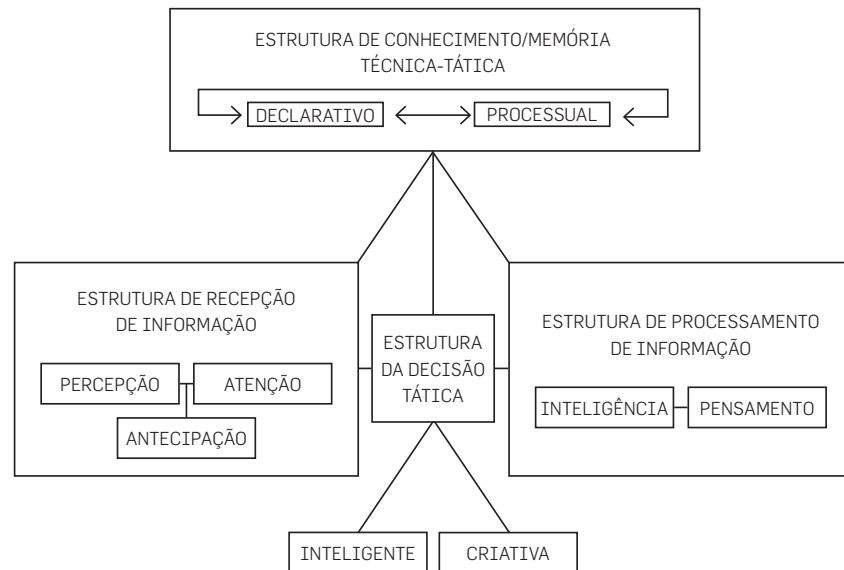 ESTRUTURA DE CONHECIMENTO/MEMÓRIA
TÉCNICA-TÁTICA
DECLARATIVO
PROCESSUAL
ESTRUTURA DE RECEPÇÃO
DE INFORMAÇÃO
PERCEPÇÃO
ATENÇÃO
ANTECIPAÇÃO
ESTRUTURA
DA DECISÃO
TÁTICA
ESTRUTURA DE PROCESSAMENTO
DE INFORMAÇÃO
INTELIGÊNCIA
PENSAMENTO
INTELIGENTE
CRIATIVA